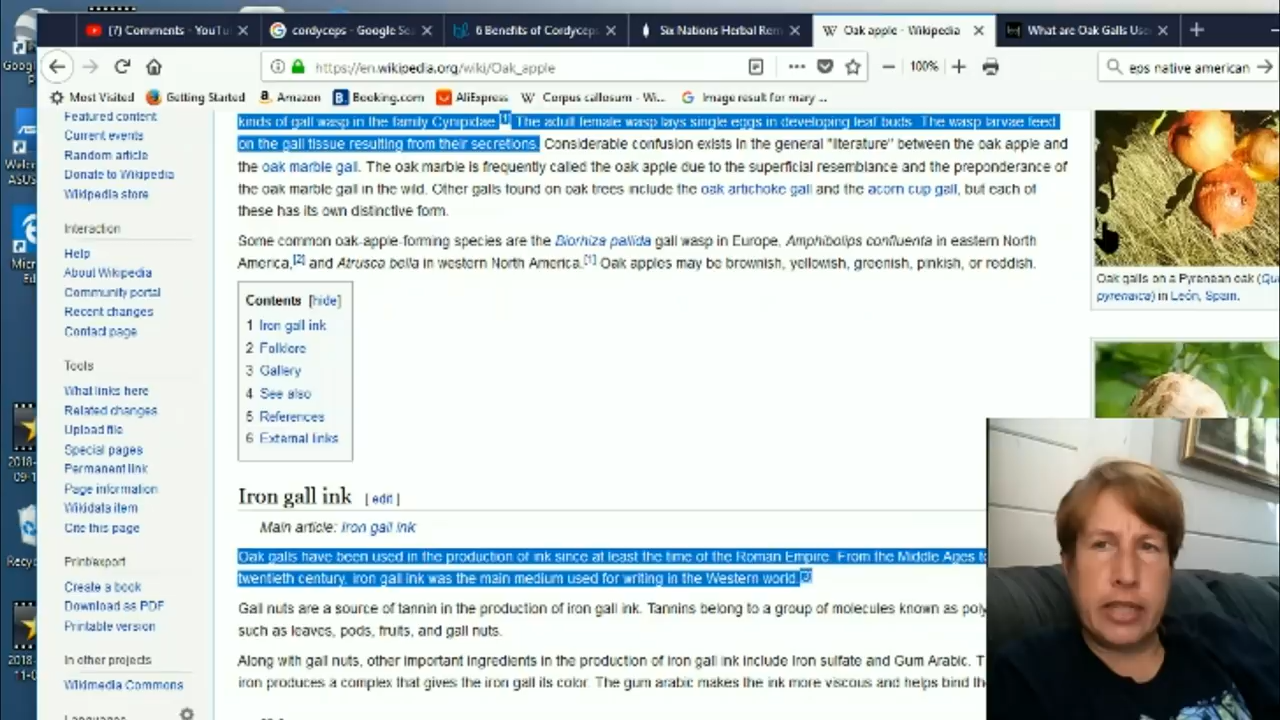 (7) Comments - YouTu
cordyceps - Google Se
6 Benefits of Cordycep
Six Nations Herbal Rem
Oak apple - Wikipedia
What are Oak Galls Use
https://en.wikipedia.org/wiki/Oak_apple
100%
eps native american
Most Visited
Getting Started
Amazon
Booking.com
AliExpress
Corpus callosum - Wi...
Image result for mary ...
Featured content
Current events
Random article
Donate to Wikipedia
Wikipedia store
Interaction
Help
About Wikipedia
Community portal
Recent changes
Contact page
Tools
What links here
Related changes
Upload file
Special pages
Permanent link
Page information
Wikidata item
Cite this page
Print/export
Create a book
Download as PDF
Printable version
In other projects
Wikimedia Commons
Languages
kinds of gall wasp in the family Cynipidae.[1] The adult female wasp lays single eggs in developing leaf buds. The wasp larvae feed
on the gall tissue resulting from their secretions. Considerable confusion exists in the general "literature" between the oak apple and
the oak marble gall. The oak marble is frequently called the oak apple due to the superficial resemblance and the preponderance of
the oak marble gall in the wild. Other galls found on oak trees include the oak artichoke gall and the acorn cup gall, but each of
these has its own distinctive form.
Some common oak-apple-forming species are the Biorhiza pallida gall wasp in Europe, Amphibolips confluenta in eastern North
America,[2] and Atrusca bella in western North America.[1] Oak apples may be brownish, yellowish, greenish, pinkish, or reddish.
Contents [hide]
1 Iron gall ink
2 Folklore
3 Gallery
4 See also
5 References
6 External links
Iron gall ink [edit]
Main article: Iron gall ink
Oak galls have been used in the production of ink since at least the time of the Roman Empire. From the Middle Ages to
twentieth century, iron gall ink was the main medium used for writing in the Western world.
Gall nuts are a source of tannin in the production of iron gall ink. Tannins belong to a group of molecules known as poly
such as leaves, pods, fruits, and gall nuts.
Along with gall nuts, other important ingredients in the production of iron gall ink include Iron sulfate and Gum Arabic. T
iron produces a complex that gives the iron gall its color. The gum arabic makes the ink more viscous and helps bind th
Oak galls on a Pyrenean oak (Qu
pyrenaica) in León, Spain.